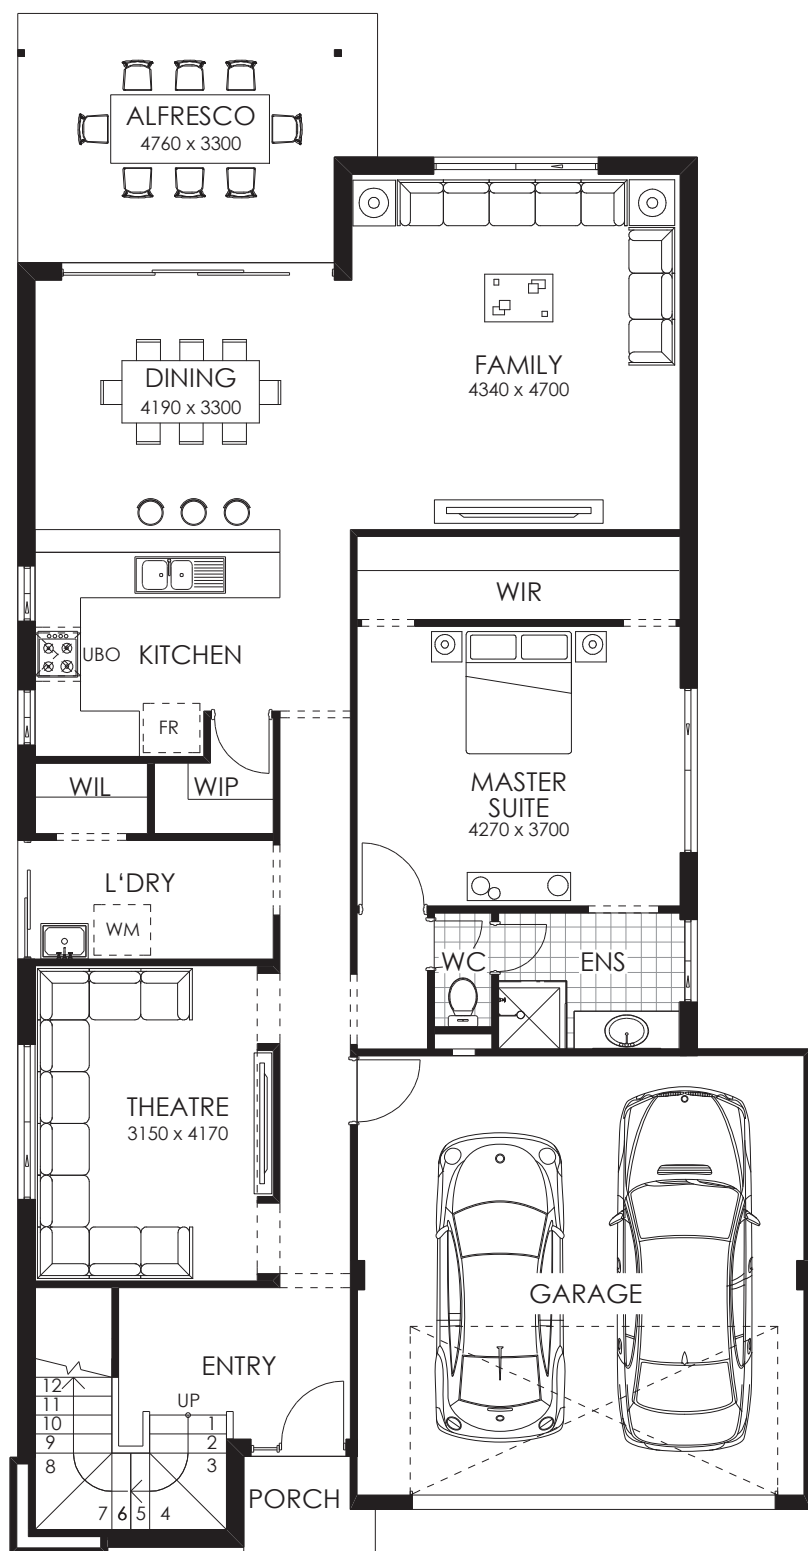 ALFRESCO
4760 x 3300
FAMILY
4340 x 4700
DINING
4190 x 3300
WIR
UBO
KITCHEN
FR
WIL
WIP
MASTER
SUITE
4270 x 3700
L‘DRY
WM
WC
ENS
THEATRE
3150 x 4170
GARAGE
ENTRY
UP
12
11
10
9
8
7
6
5
4
3
2
1
PORCH